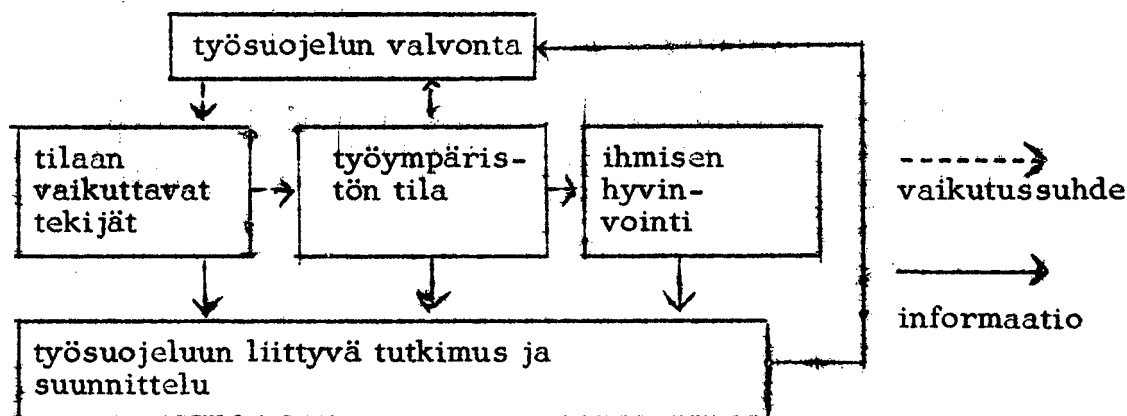 työsuojelun valvonta
tilaan
vaikuttavat
tekijät
työympäris-
tön tila
ihmisen
hyvin-
vointi
vaikutussuhde
informaatio
työsuojeluun liittyvä tutkimus ja
suunnittelu